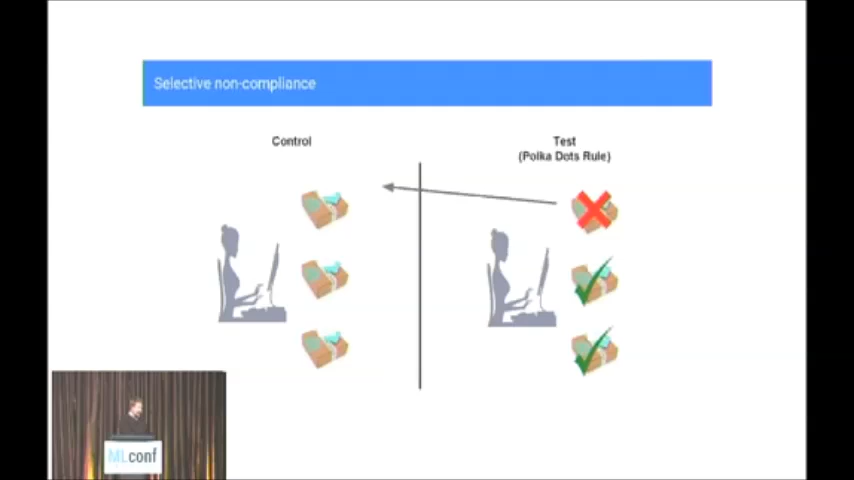 Selective non-compliance
Control
Test
(Polka Dots Rule)
MLconf